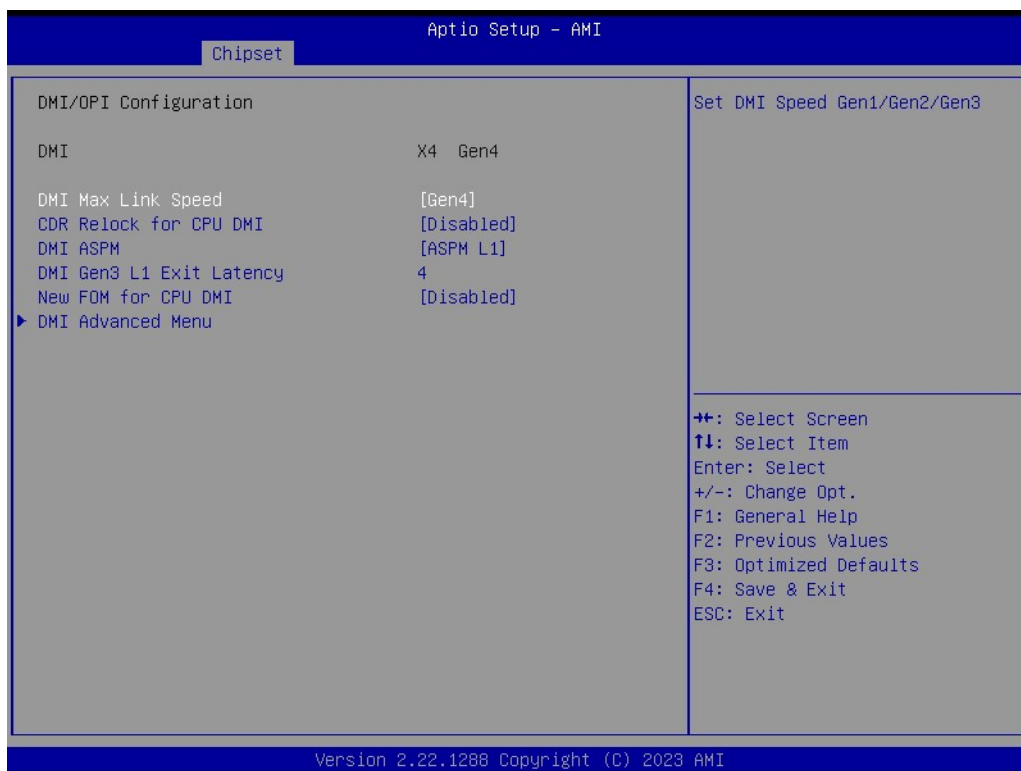 Aptio Setup - AMI
Chipset
DMI/OPI Configuration
DMI X4 Gen4
DMI Max Link Speed [Gen4]
CDR Relock for CPU DMI [Disabled]
DMI ASPM [ASPM L1]
DMI Gen3 L1 Exit Latency 4
New FOM for CPU DMI [Disabled]
▶ DMI Advanced Menu
Set DMI Speed Gen1/Gen2/Gen3
→←: Select Screen
↑↓: Select Item
Enter: Select
+/-: Change Opt.
F1: General Help
F2: Previous Values
F3: Optimized Defaults
F4: Save & Exit
ESC: Exit
Version 2.22.1288 Copyright (C) 2023 AMI